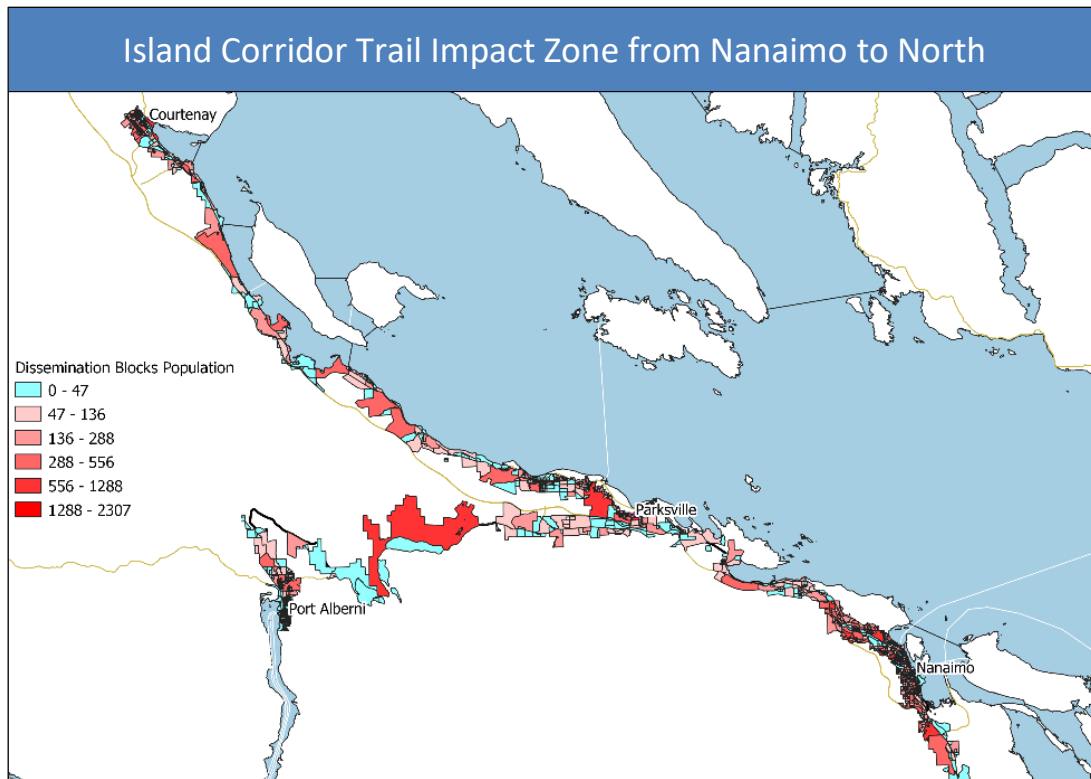 Island Corridor Trail Impact Zone from Nanaimo to North
Courtenay
Dissemination Blocks Population
0 - 47
47 - 136
136 - 288
288 - 556
556 - 1288
1288 - 2307
Parksville
Port Alberni
Nanaimo